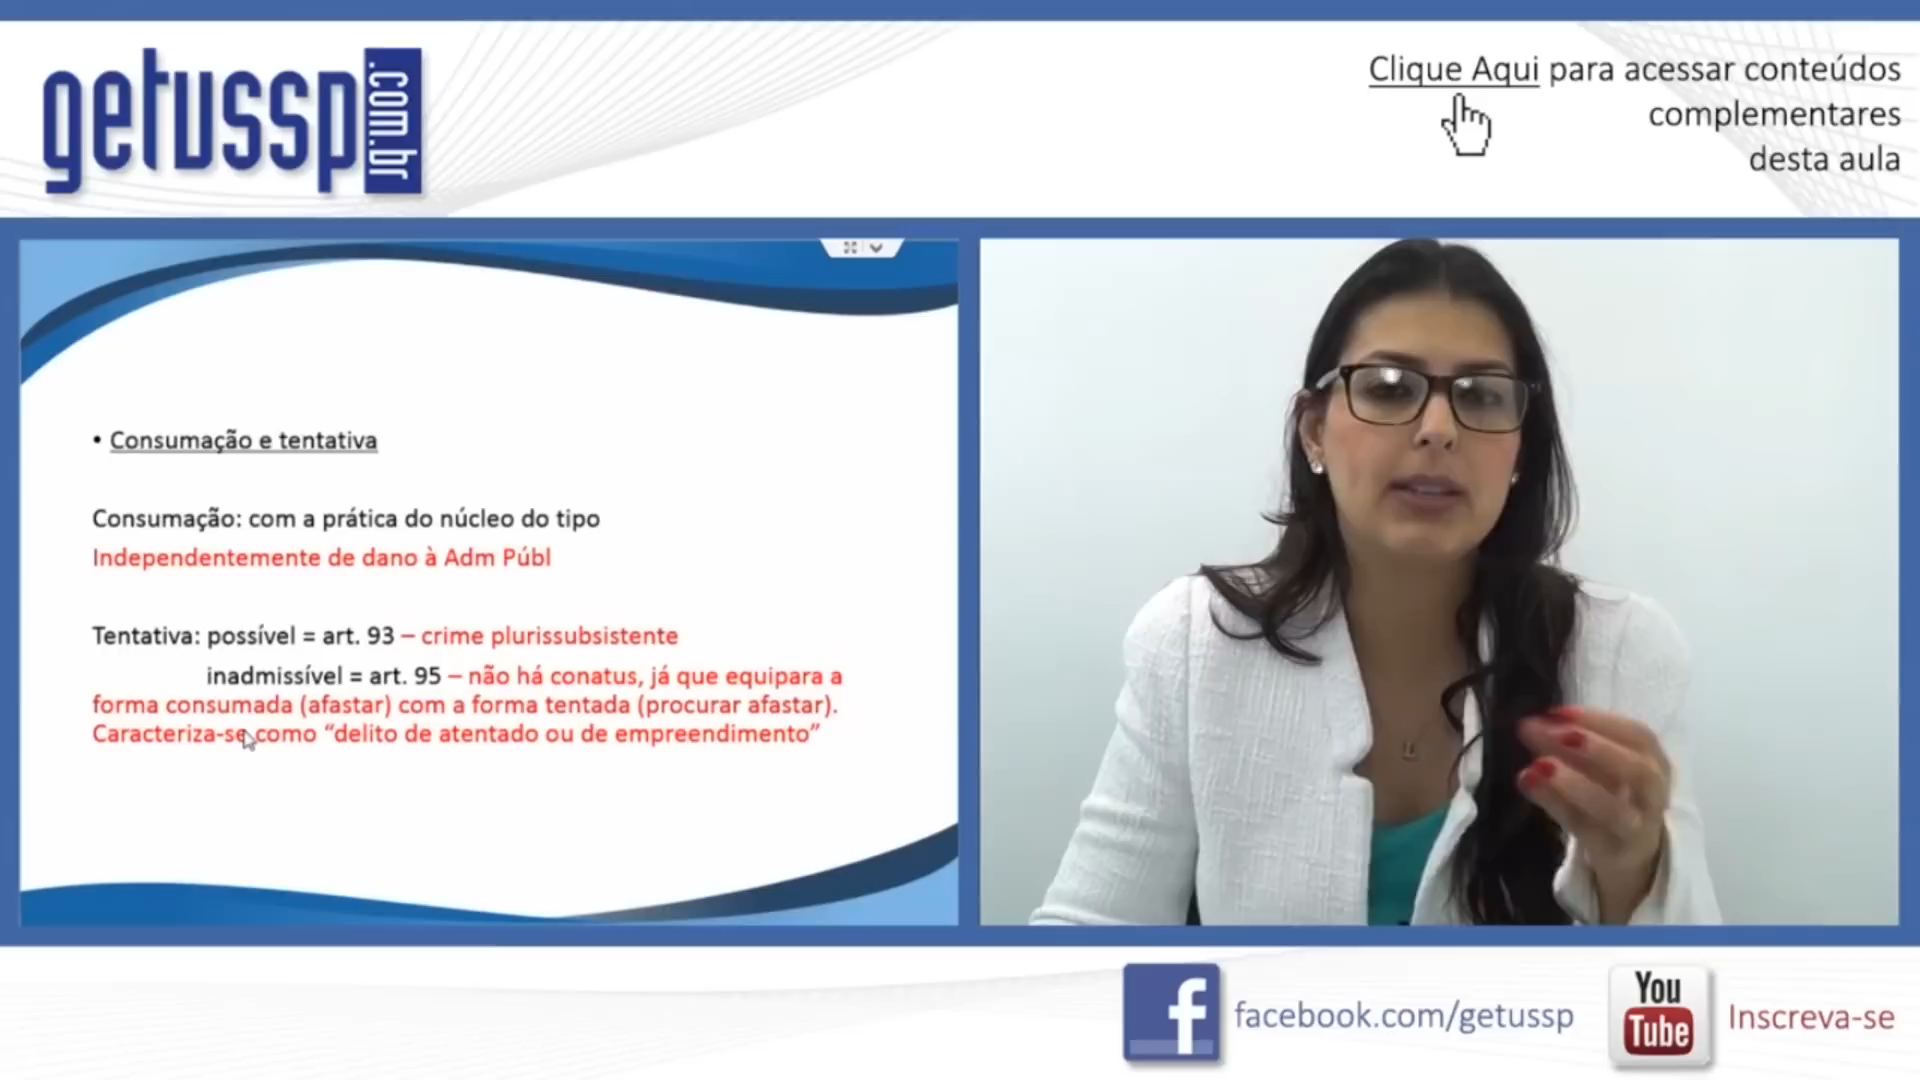 getussp.com.br
Clique Aqui para acessar conteúdos
complementares
desta aula
• Consumação e tentativa
Consumação: com a prática do núcleo do tipo
Independentemente de dano à Adm Públ
Tentativa: possível = art. 93 – crime plurissubsistente
inadmissível = art. 95 – não há conatus, já que equipara a
forma consumada (afastar) com a forma tentada (procurar afastar).
Caracteriza-se como “delito de atentado ou de empreendimento”
f
facebook.com/getussp
You
Tube
Inscreva-se